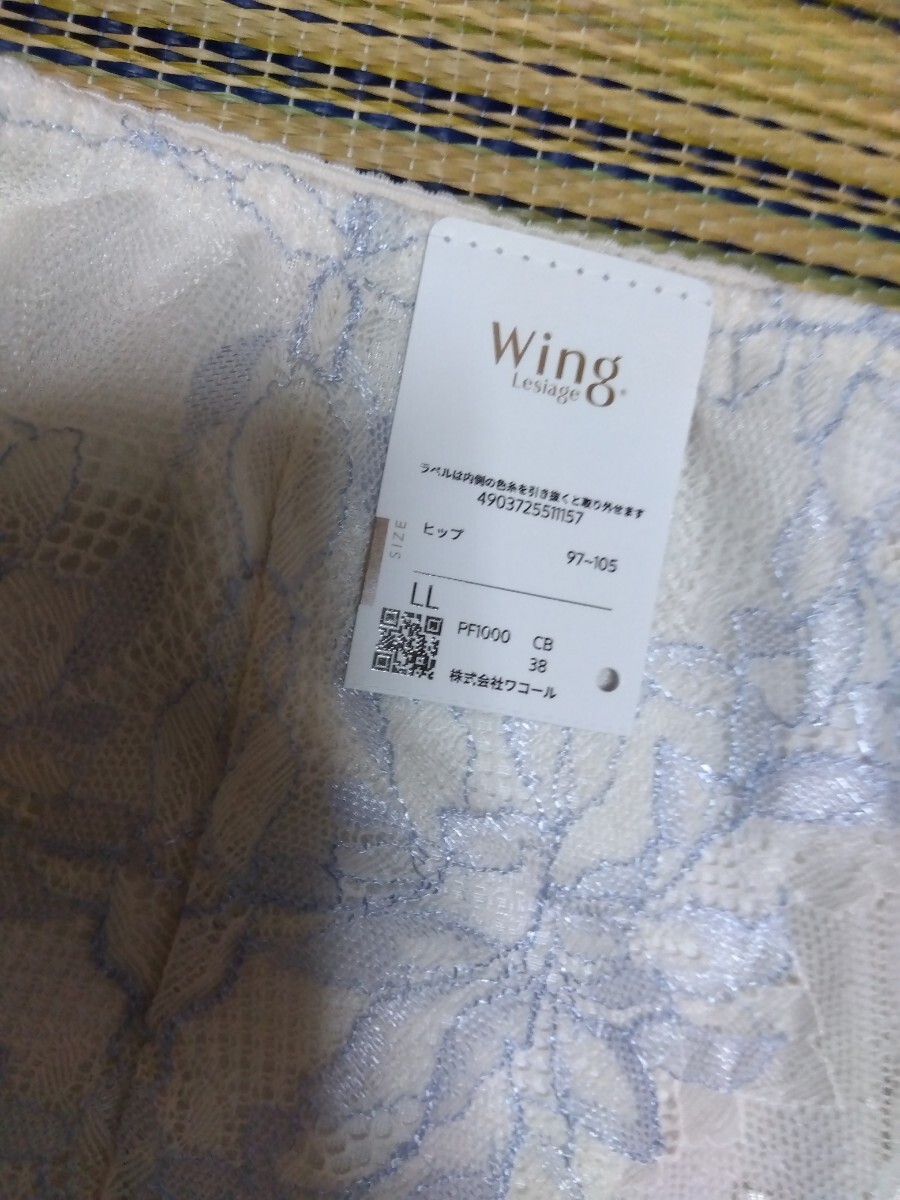 Wing
Lesiage
ラベルは内側の色糸を引き抜くと取り外せます
4903725511157
SIZE
ヒップ
97~105
LL
PF1000 CB
38
株式会社ワコール